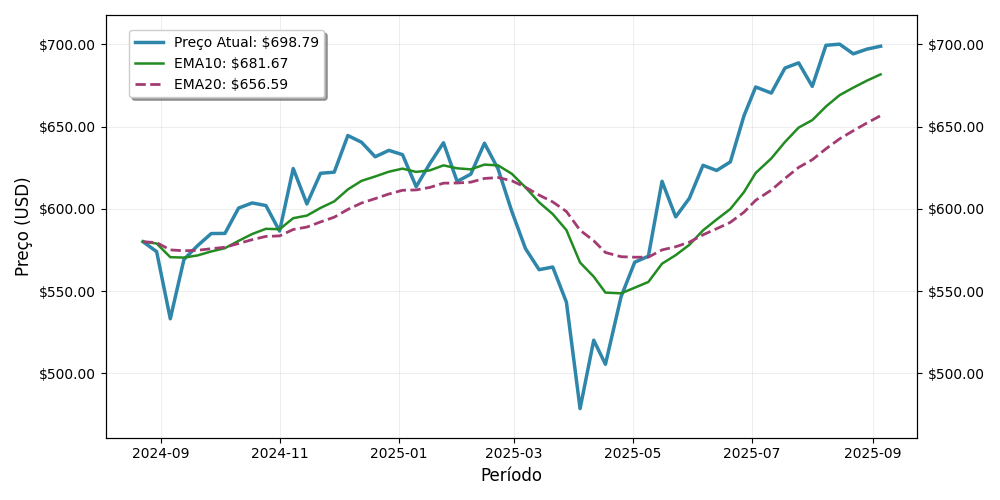 Preço Atual: $698.79
EMA10: $681.67
EMA20: $656.59
$700.00
$650.00
$600.00
$550.00
$500.00
$700.00
$650.00
$600.00
$550.00
$500.00
Preço (USD)
2024-09 2024-11 2025-01 2025-03 2025-05 2025-07 2025-09
Período